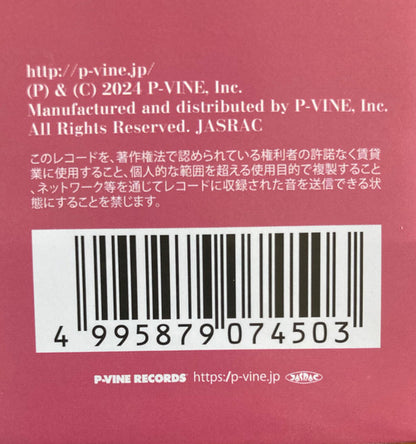 http://p-vine.jp/
(P) & (C) 2024 P-VINE, Inc.
Manufactured and distributed by P-VINE, Inc.
All Rights Reserved. JASRAC
このレコードを、著作権法で認められている権利者の許諾なく賃貸
業に使用すること、個人的な範囲を超える使用目的で複製すること
、ネットワーク等を通じてレコードに収録された音を送信できる状
態にすることを禁じます。
4 995879 074503
P-VINE RECORDS https://p-vine.jp JASRAC